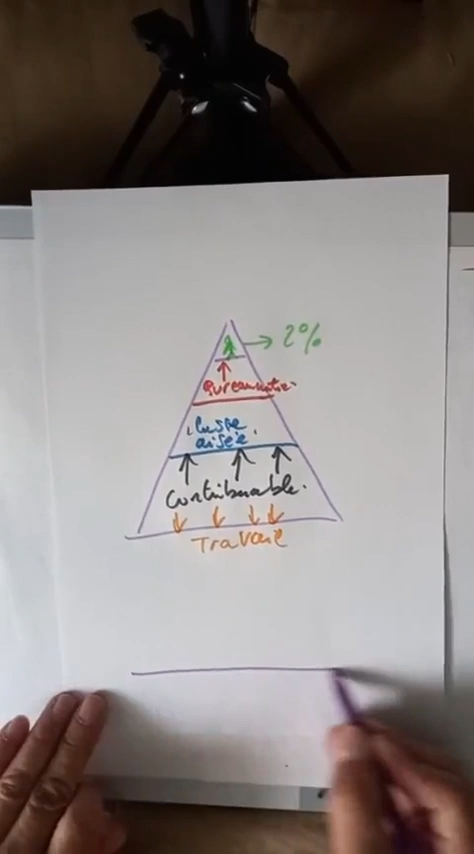 2%
Bureaucratie
Classe
aisée.
Contribuable.
Travail